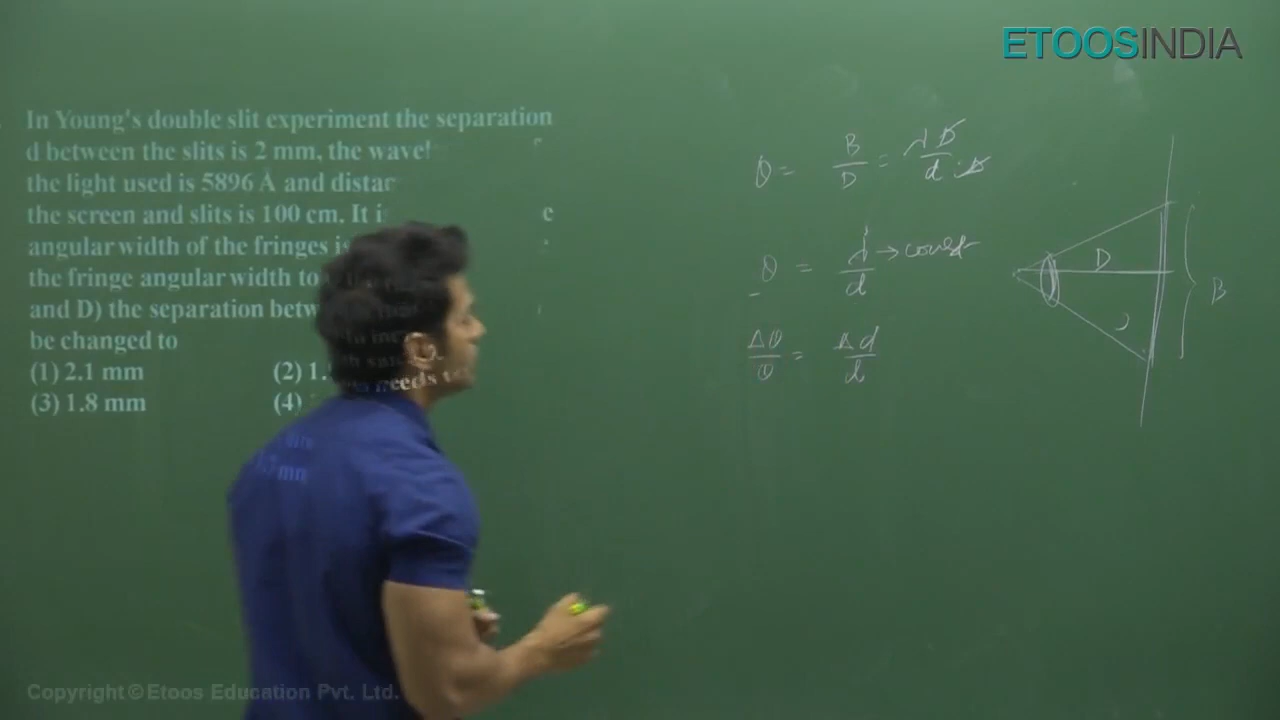 ETOOSINDIA
In Young's double slit experiment the separation
d between the slits is 2 mm, the
the light used is 5896 Å and
the screen and slits is 100 cm. It
angular width of the fringes is
the fringe angular width to
and D) the separation
be changed to
(1) 2.1 mm (2) 1.
(3) 1.8 mm (4)
needs
θ = B/D = λD/d.D
θ = λ/d → const
Δθ/θ = Δd/d
D
B
Copyright © Etoos Education Pvt. Ltd.